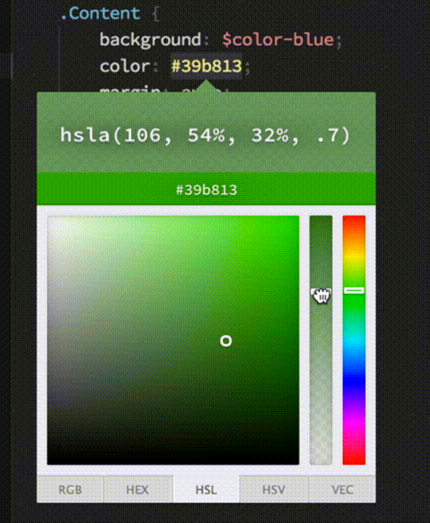 .Content {
background: $color-blue;
color: #39b813;
hsla(106, 54%, 32%, .7)
#39b813
RGB HEX HSL HSV VEC